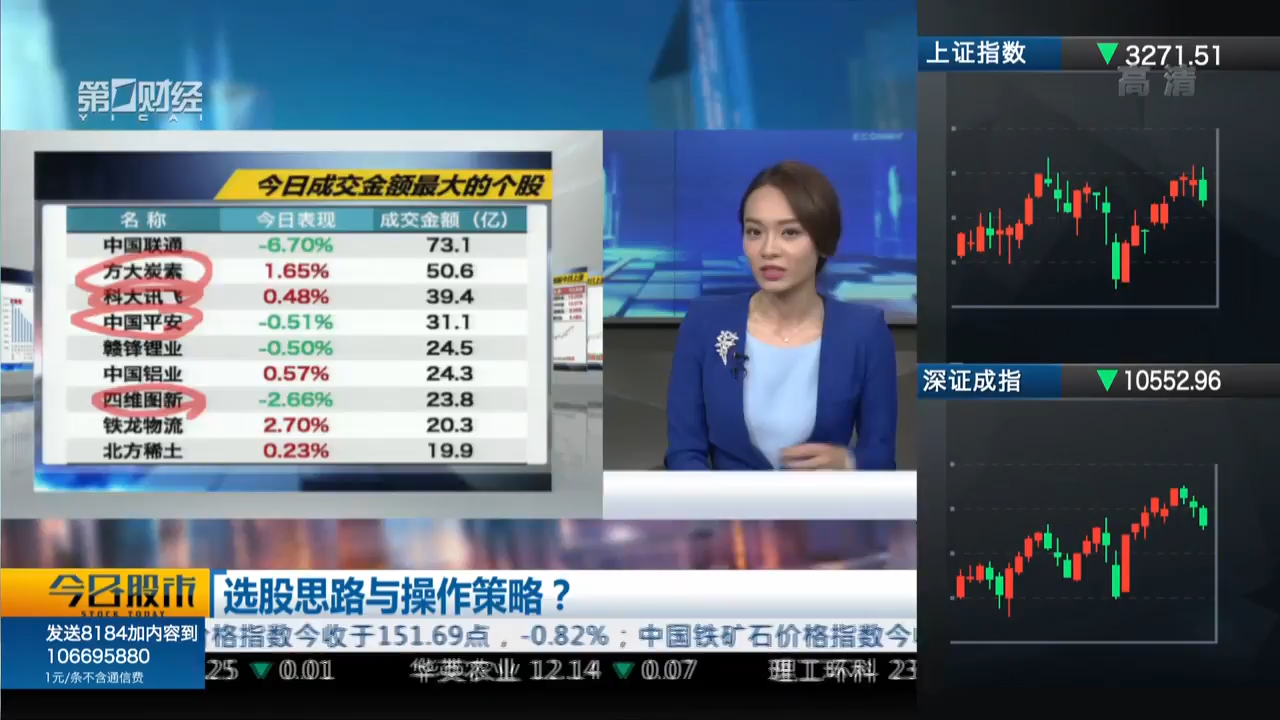 第一财经
YICAI
今日成交金额最大的个股
名 称 今日表现 成交金额（亿）
中国联通 -6.70% 73.1
方大炭素 1.65% 50.6
科大讯飞 0.48% 39.4
中国平安 -0.51% 31.1
赣锋锂业 -0.50% 24.5
中国铝业 0.57% 24.3
四维图新 -2.66% 23.8
铁龙物流 2.70% 20.3
北方稀土 0.23% 19.9
上证指数 ▼ 3271.51
高清
深证成指 ▼ 10552.96
今日股市
STOCK TODAY
选股思路与操作策略？
发送8184加内容到
106695880
1元/条不含通信费
价格指数今收于151.69点，-0.82%；中国铁矿石价格指数今收
25 ▼ 0.01 华英农业 12.14 ▼ 0.07 理工环科 23